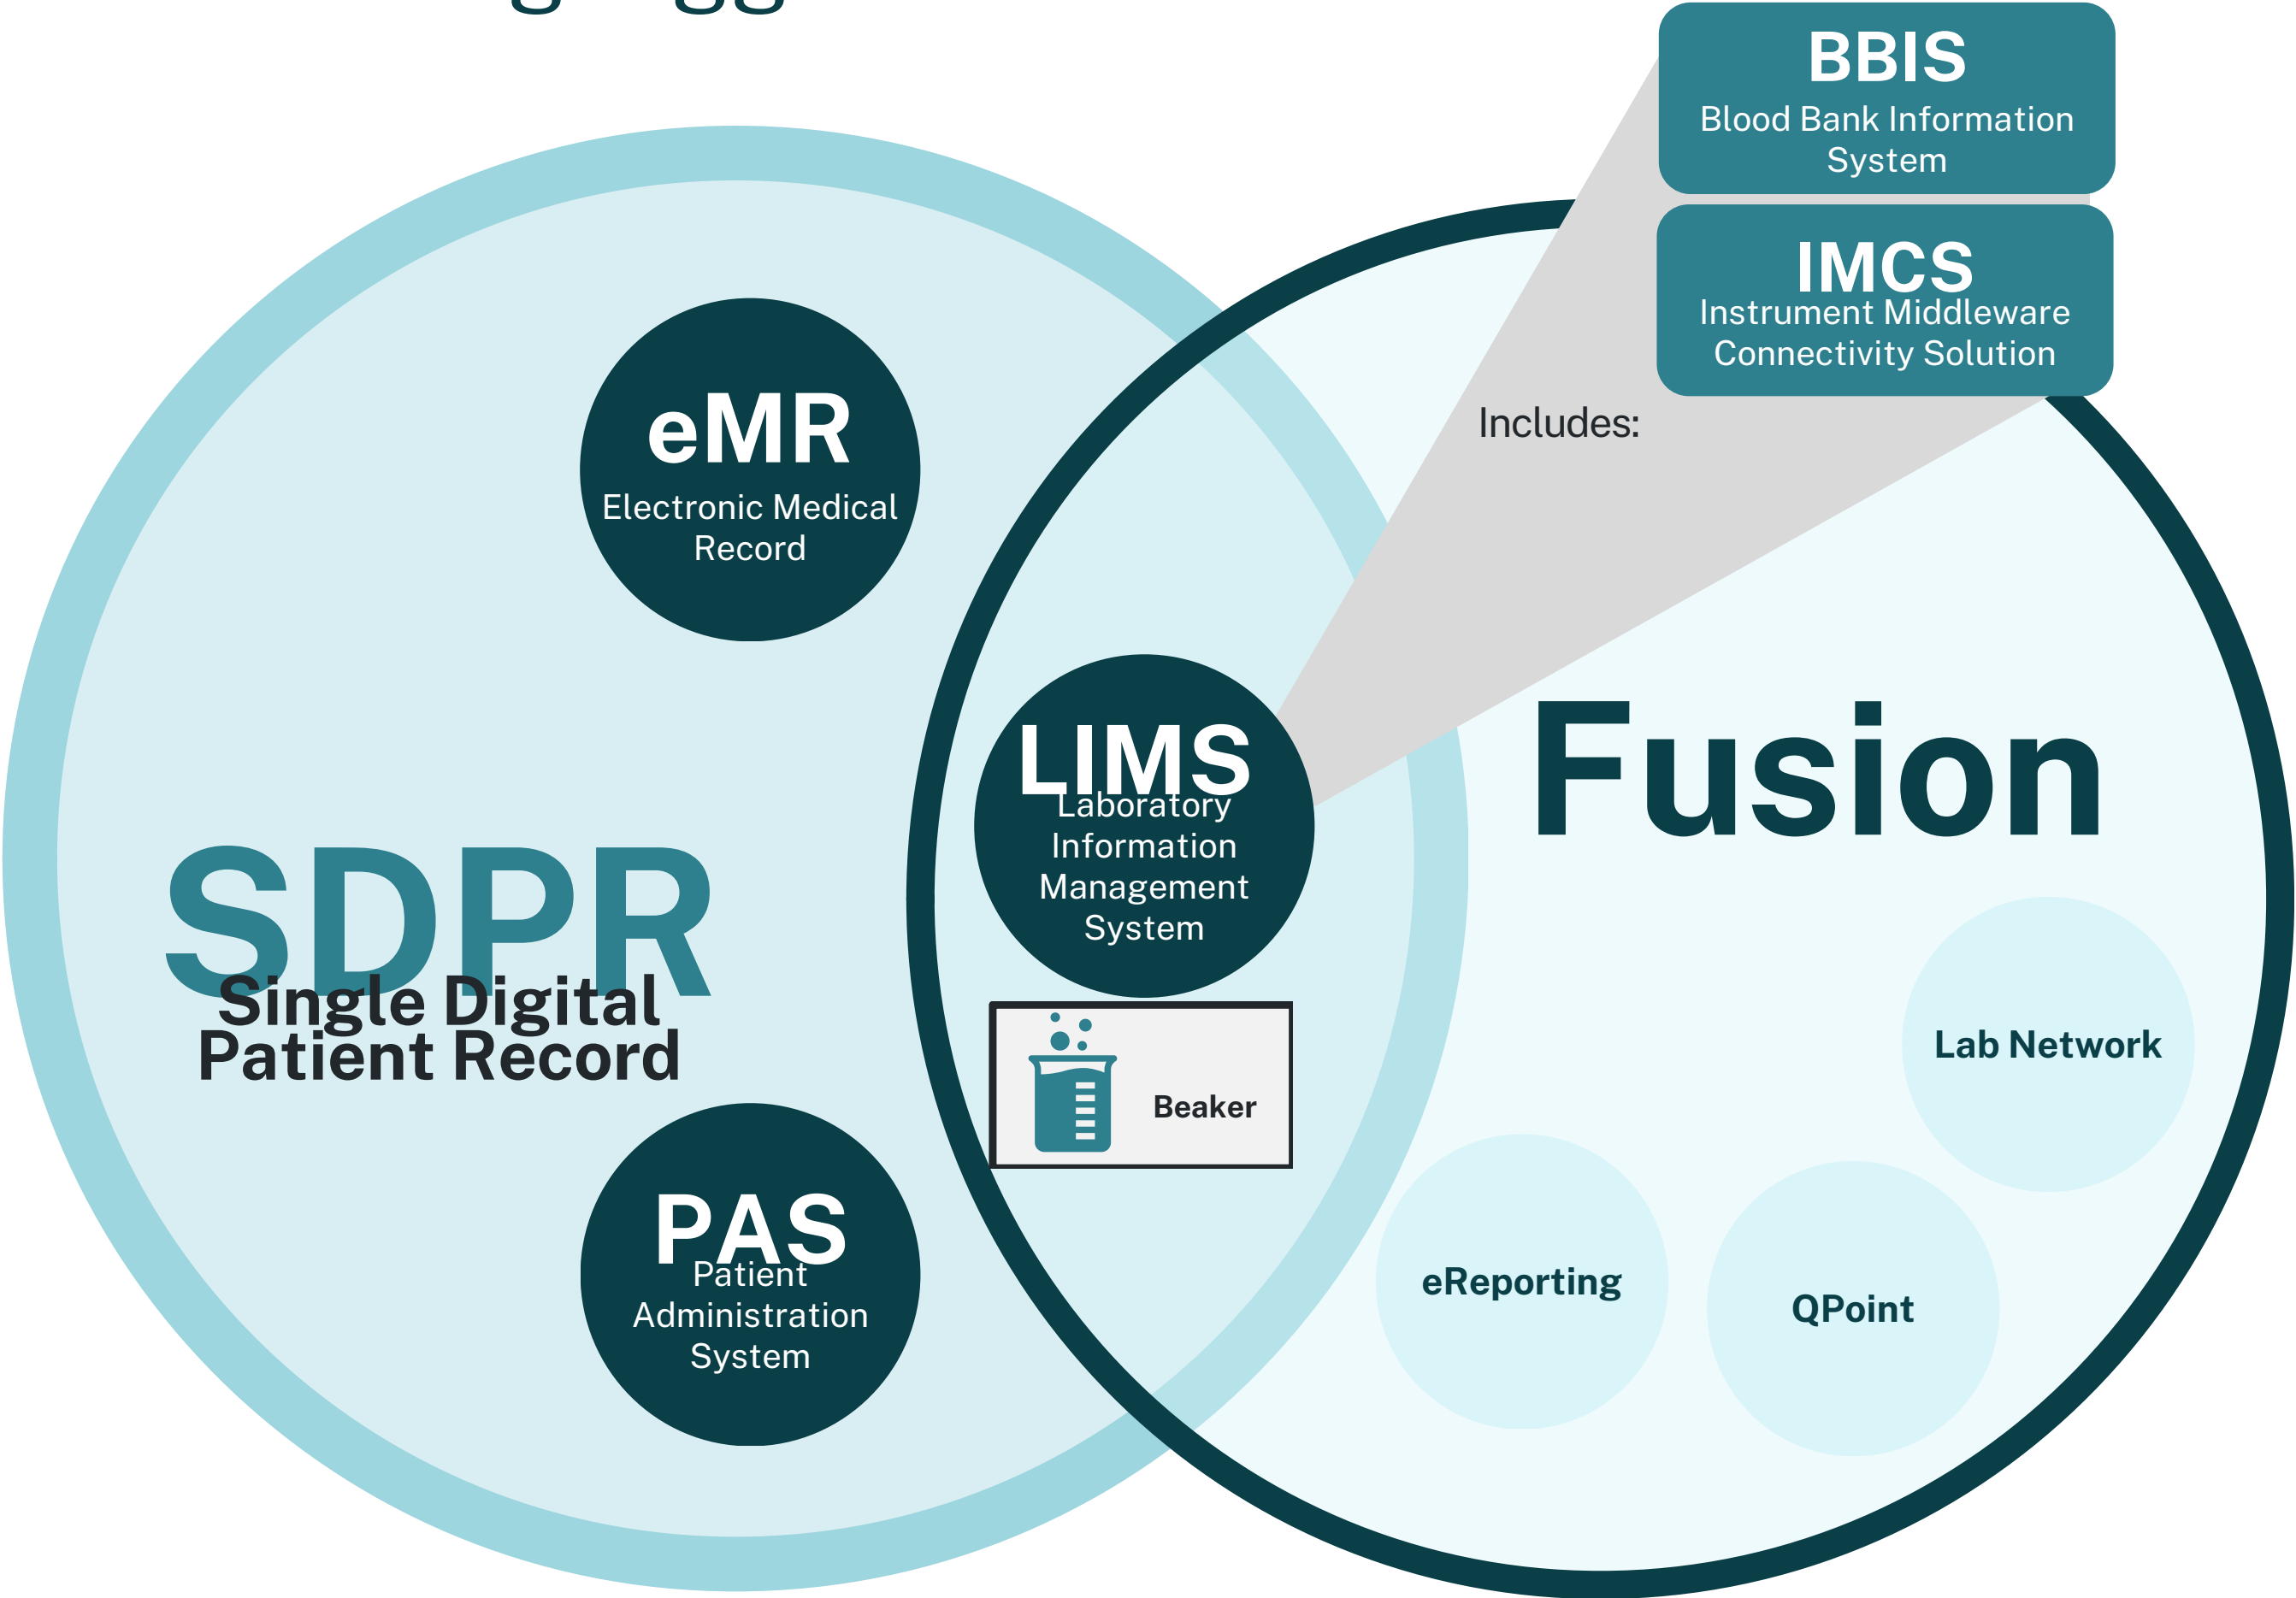 BBIS
Blood Bank Information
System
IMCS
Instrument Middleware
Connectivity Solution
Includes:
eMR
Electronic Medical
Record
LIMS
Laboratory
Information
Management
System
Fusion
SDPR
Single Digital
Patient Record
Beaker
Lab Network
eReporting
QPoint
PAS
Patient
Administration
System